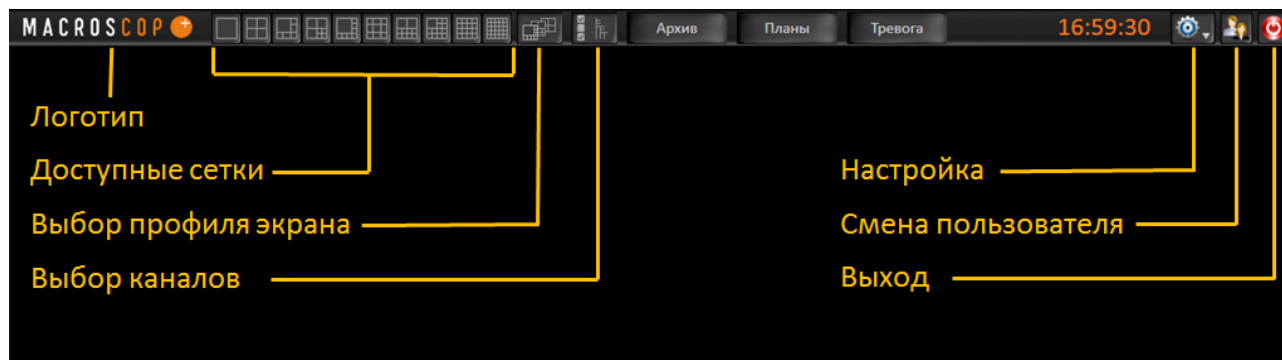 MACROSCOP Архив Планы Тревога 16:59:30
Логотип
Доступные сетки Настройка
Выбор профиля экрана Смена пользователя
Выбор каналов Выход